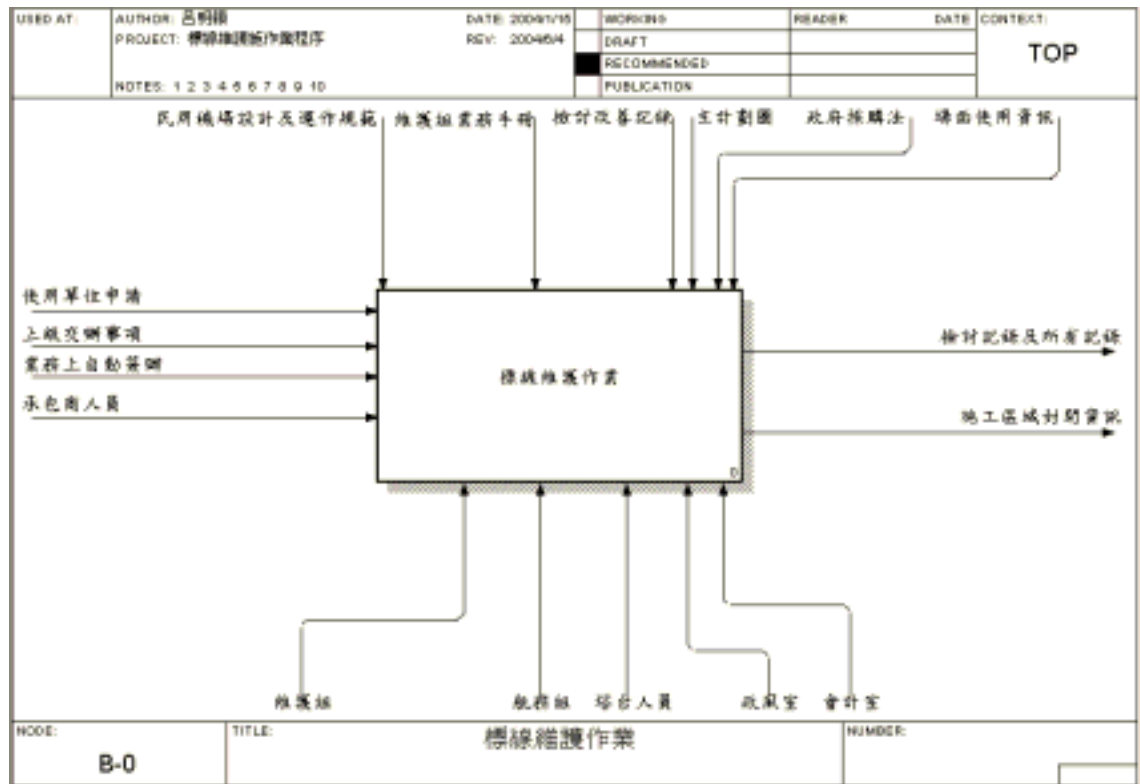 USED AT:
AUTHOR: 呂明穎
DATE: 2004/1/16
WORKING
READER
DATE
CONTEXT:
PROJECT: 標線維護施作業程序
REV: 2004/6/4
DRAFT
TOP
RECOMMENDED
NOTES: 1 2 3 4 5 6 7 8 9 10
PUBLICATION
民用機場設計及運作規範
維護組業務手冊
檢討改善記錄
主計劃圖
政府採購法
場面使用資訊
使用單位申請
上級交辦事項
業務上自動簽辦
承包商人員
標線維護作業
0
檢討記錄及所有記錄
施工區域封閉資訊
維護組
航務組
塔台人員
政風室
會計室
NODE:
TITLE:
標線維護作業
NUMBER:
B-0